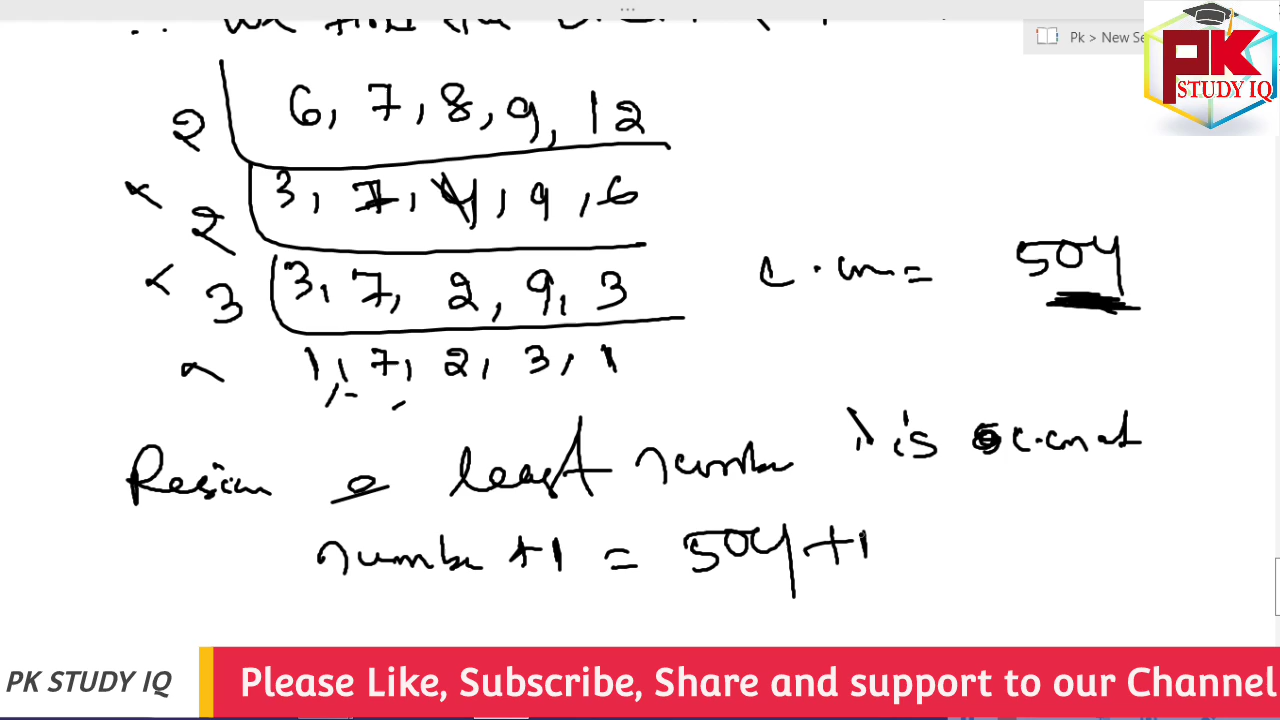 Pk > New Se
PK
STUDY IQ
2 6, 7, 8, 9, 12
× 2 3, 7, 4, 9, 6
× 3 3, 7, 2, 9, 3
× 1, 7, 2, 3, 1
L.C.M = 504
least number is
number +1 = 504+1
PK STUDY IQ
Please Like, Subscribe, Share and support to our Channel